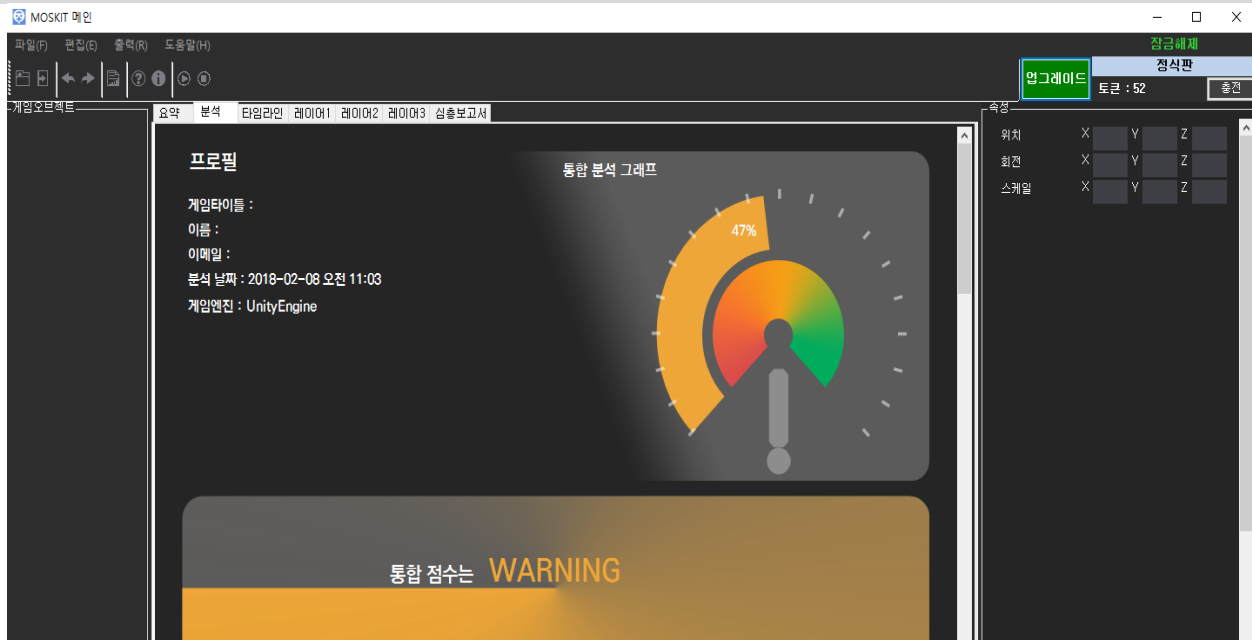 MOSKIT 메인
파일(F) 편집(E) 출력(R) 도움말(H)
잠금해제
업그레이드
정식판
토큰 : 52
충전
게임오브젝트
요약 분석 타임라인 레이어1 레이어2 레이어3 심층보고서
속성
위치 X Y Z
회전 X Y Z
스케일 X Y Z
프로필
게임타이틀 :
이름 :
이메일 :
분석 날짜 : 2018-02-08 오전 11:03
게임엔진 : UnityEngine
통합 분석 그래프
47%
통합 점수는 WARNING